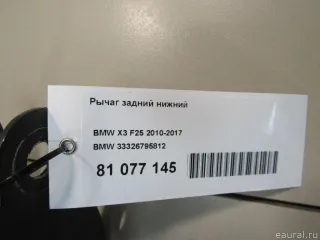 Рычаг задний нижний
BMW X3 F25 2010-2017
BMW 33326795812
81 077 145
eaural.ru